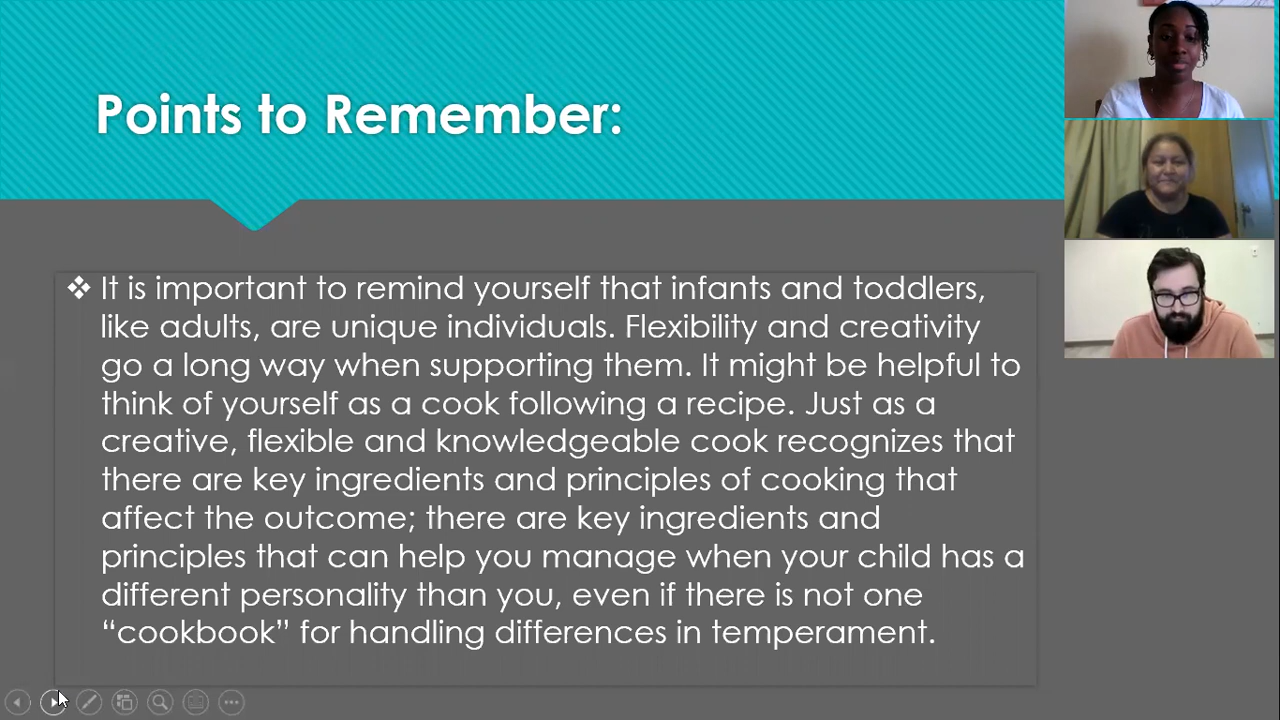 Points to Remember:
❖ It is important to remind yourself that infants and toddlers,
like adults, are unique individuals. Flexibility and creativity
go a long way when supporting them. It might be helpful to
think of yourself as a cook following a recipe. Just as a
creative, flexible and knowledgeable cook recognizes that
there are key ingredients and principles of cooking that
affect the outcome; there are key ingredients and
principles that can help you manage when your child has a
different personality than you, even if there is not one
“cookbook” for handling differences in temperament.